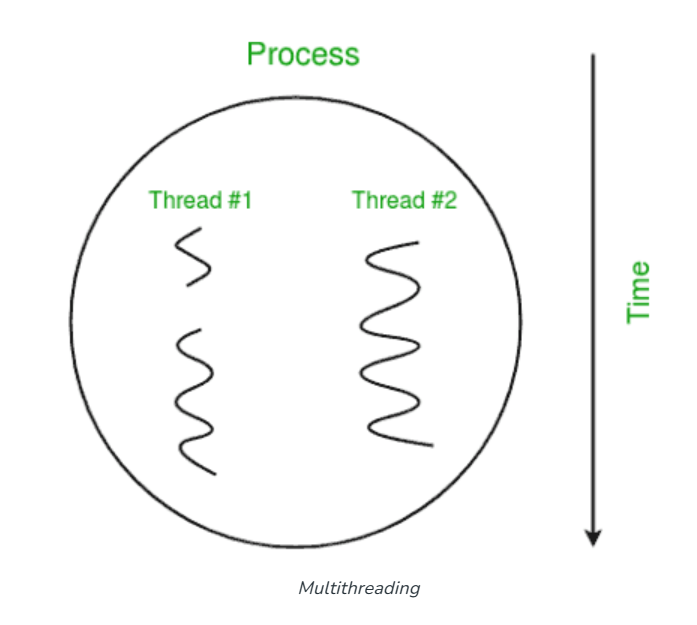 Process
Thread #1
Thread #2
Time
Multithreading